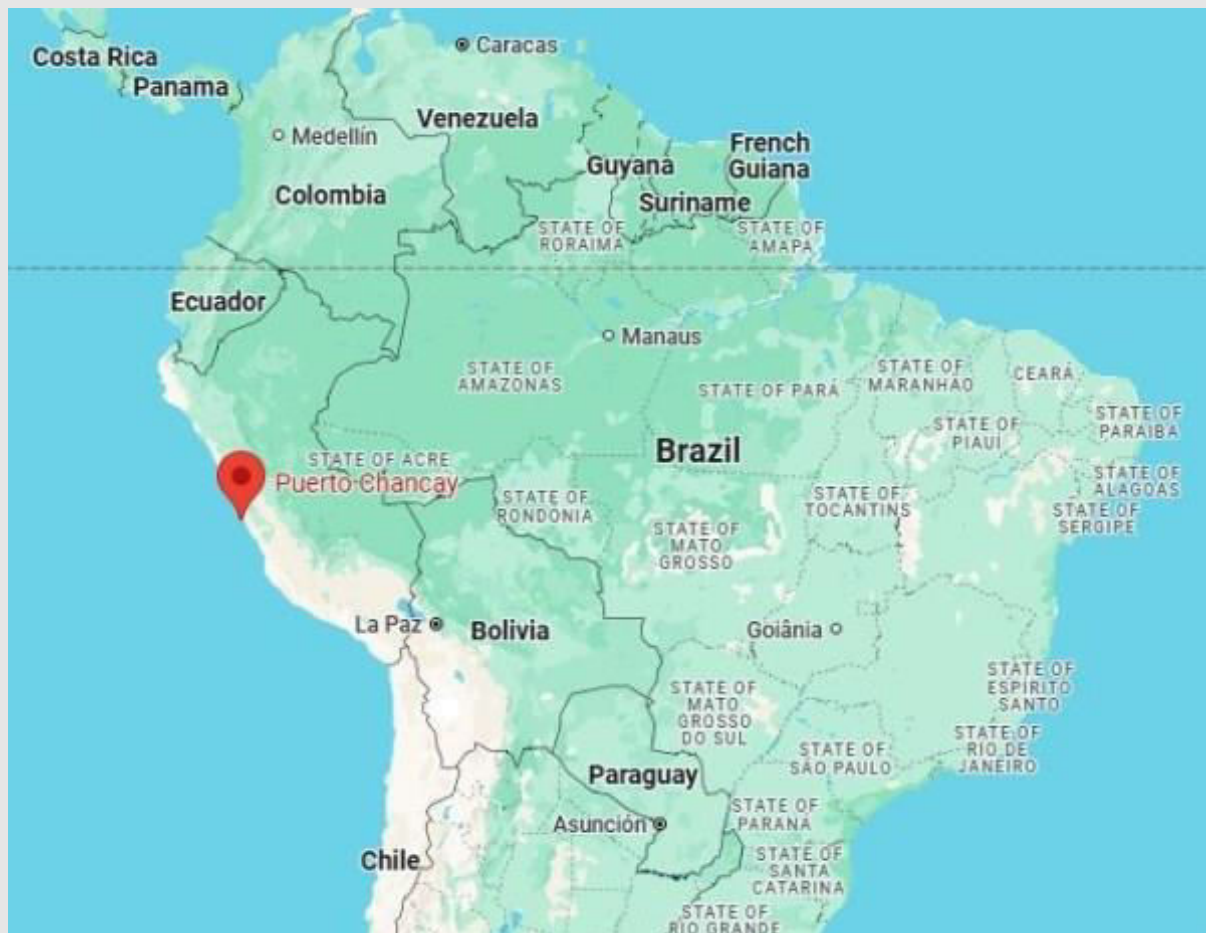 Caracas
Costa Rica
Panama
Venezuela
Medellín
French
Guiana
Guyana
Colombia
Suriname
STATE OF
RORAIMA
STATE OF
AMAPA
Ecuador
Manaus
STATE OF
AMAZONAS
STATE OF PARÁ
STATE OF
MARANHÃO
CEARÁ
STATE OF
PARAIBA
STATE OF
PIAUÍ
Brazil
STATE OF ACRE
Puerto Chancay
STATE OF
ALAGOAS
STATE OF
RONDONIA
STATE OF
TOCANTINS
STATE OF
SERGIPE
STATE OF
MATO
GROSSO
La Paz
Bolivia
Goiânia
STATE OF
ESPÍRITO
SANTO
STATE OF
MATO
GROSSO
DO SUL
STATE OF
RIO DE
JANEIRO
STATE OF
SÃO PAULO
Paraguay
STATE OF
PARANÁ
Asunción
Chile
STATE OF
SANTA
CATARINA
STATE OF
RIO GRANDE